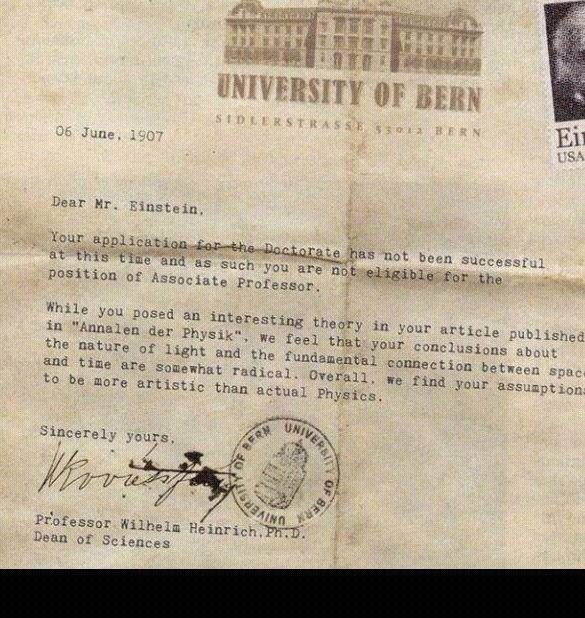 UNIVERSITY OF BERN
SIDLERSTRASSE 53012 BERN
Ei
USA
06 June, 1907
Dear Mr. Einstein,
Your application for the Doctorate has not been successful
at this time and as such you are not eligible for the
position of Associate Professor.
While you posed an interesting theory in your article published
in "Annalen der Physik", we feel that your conclusions about
the nature of light and the fundamental connection between space
and time are somewhat radical. Overall, we find your assumption
to be more artistic than actual Physics.
Sincerely yours,
UNIVERSITY OF BERN UNIVERSITY OF BERN
Professor Wilhelm Heinrich,Ph.D.
Dean of Sciences